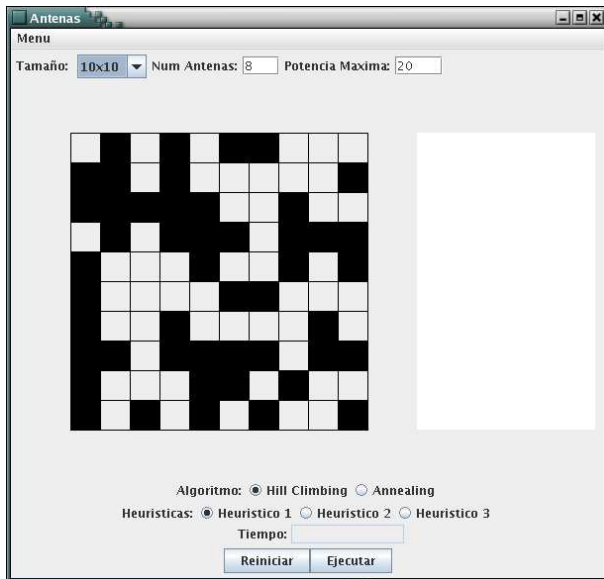 Antenas
Menu
Tamaño: 10x10 Num Antenas: 8 Potencia Maxima: 20
Algoritmo: Hill Climbing Annealing
Heuristicas: Heuristico 1 Heuristico 2 Heuristico 3
Tiempo:
Reiniciar Ejecutar